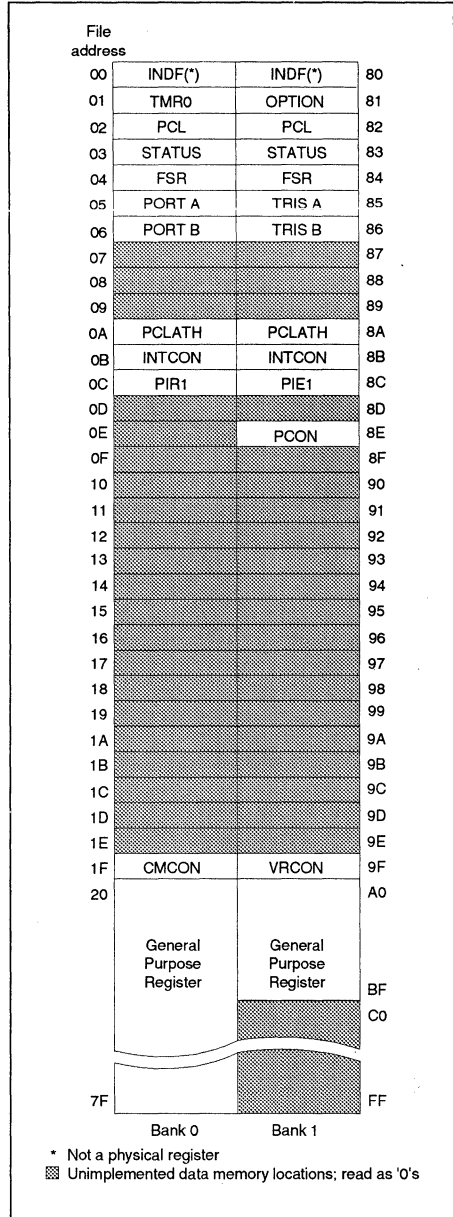 File
address
00 INDF(*) INDF(*) 80
01 TMR0 OPTION 81
02 PCL PCL 82
03 STATUS STATUS 83
04 FSR FSR 84
05 PORT A TRIS A 85
06 PORT B TRIS B 86
07 87
08 88
09 89
0A PCLATH PCLATH 8A
0B INTCON INTCON 8B
0C PIR1 PIE1 8C
0D 8D
0E PCON 8E
0F 8F
10 90
11 91
12 92
13 93
14 94
15 95
16 96
17 97
18 98
19 99
1A 9A
1B 9B
1C 9C
1D 9D
1E 9E
1F CMCON VRCON 9F
20 A0
General General
Purpose Purpose
Register Register
BF
C0
7F FF
Bank 0 Bank 1
* Not a physical register
Unimplemented data memory locations; read as '0's